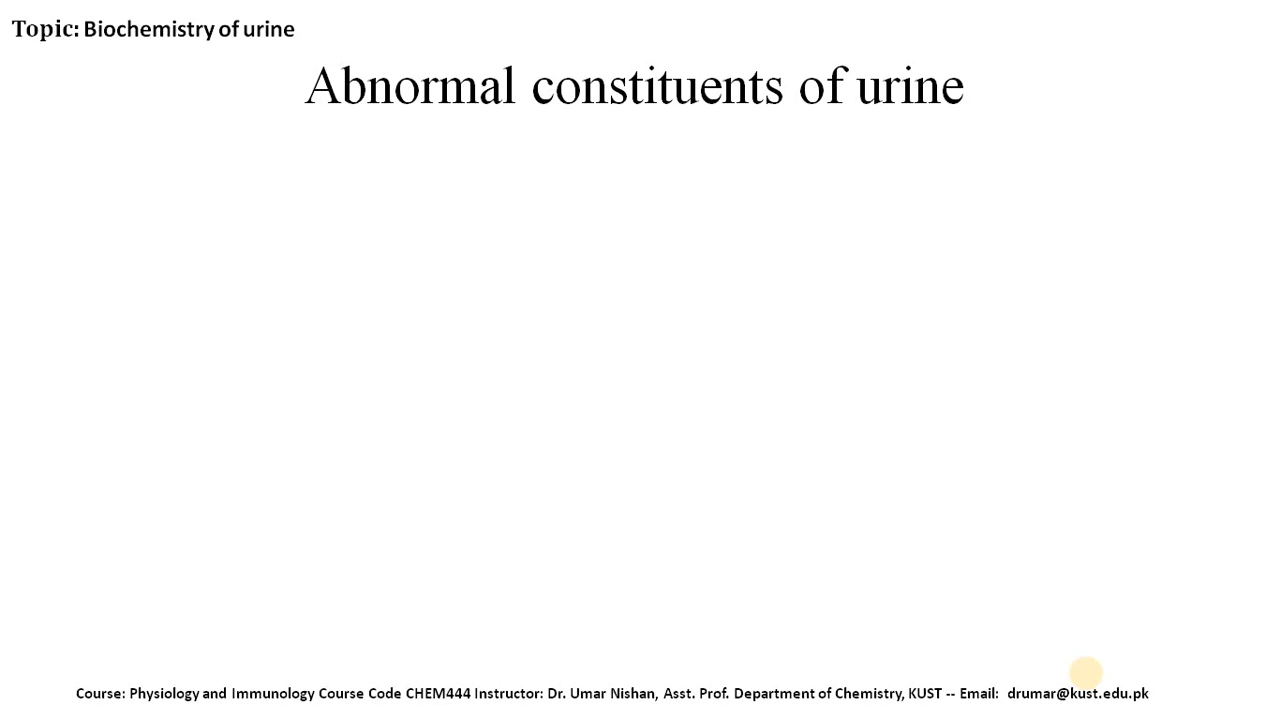 Topic: Biochemistry of urine
Abnormal constituents of urine
Course: Physiology and Immunology Course Code CHEM444 Instructor: Dr. Umar Nishan, Asst. Prof. Department of Chemistry, KUST -- Email: drumar@kust.edu.pk